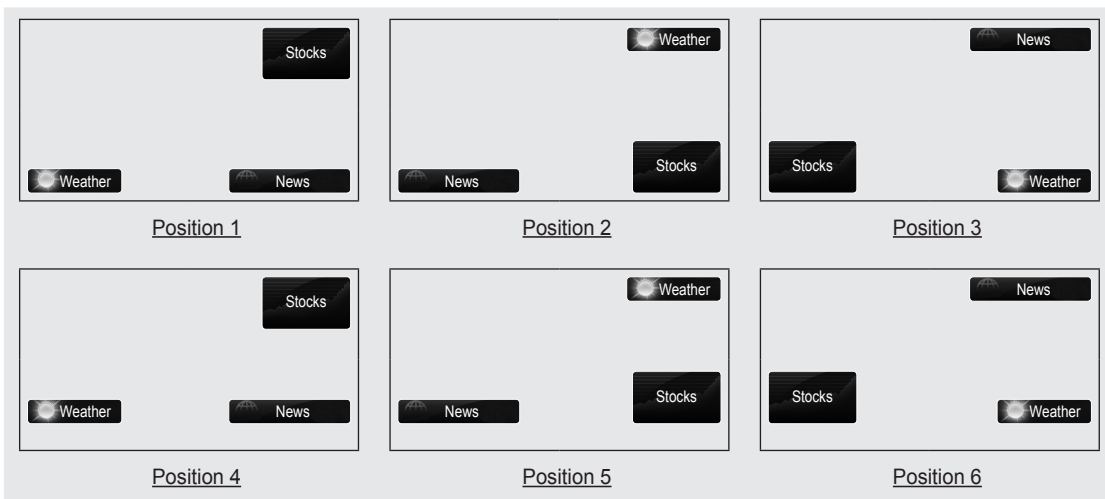 Stocks
Weather
News
Position 1
Weather
Stocks
News
Position 2
News
Stocks
Weather
Position 3
Stocks
Weather
News
Position 4
Weather
Stocks
News
Position 5
News
Stocks
Weather
Position 6